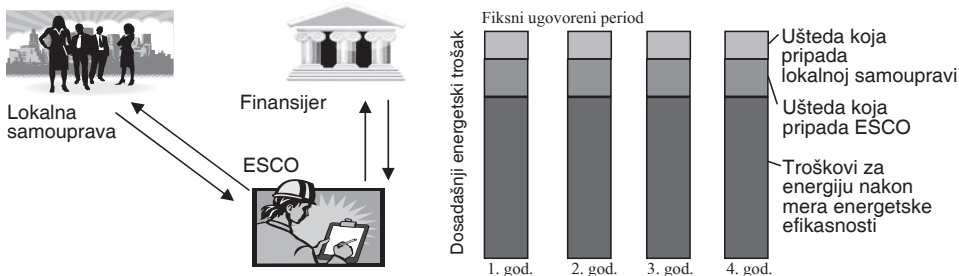 Lokalna
samouprava
Finansijer
ESCO
Fiksni ugovoreni period
Dosadašnji energetski trošak
1. god.
2. god.
3. god.
4. god.
Ušteda koja
pripada
lokalnoj samoupravi
Ušteda koja
pripada ESCO
Troškovi za
energiju nakon
mera energetske
efikasnosti